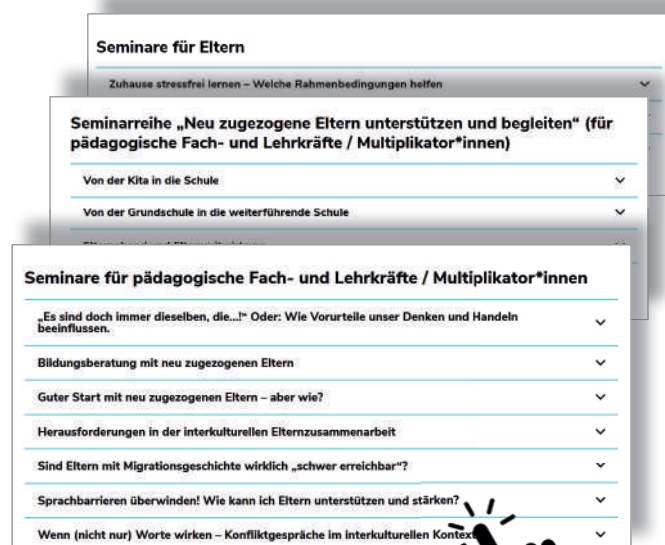 Seminare für Eltern
Zuhause stressfrei lernen – Welche Rahmenbedingungen helfen
Seminarreihe „Neu zugezogene Eltern unterstützen und begleiten“ (für
pädagogische Fach- und Lehrkräfte / Multiplikator*innen)
Von der Kita in die Schule
Von der Grundschule in die weiterführende Schule
Seminare für pädagogische Fach- und Lehrkräfte / Multiplikator*innen
„Es sind doch immer dieselben, die...!“ Oder: Wie Vorurteile unser Denken und Handeln
beeinflussen.
Bildungsberatung mit neu zugezogenen Eltern
Guter Start mit neu zugezogenen Eltern – aber wie?
Herausforderungen in der interkulturellen Elternzusammenarbeit
Sind Eltern mit Migrationsgeschichte wirklich „schwer erreichbar“?
Sprachbarrieren überwinden! Wie kann ich Eltern unterstützen und stärken?
Wenn (nicht nur) Worte wirken – Konfliktgespräche im interkulturellen Kontext